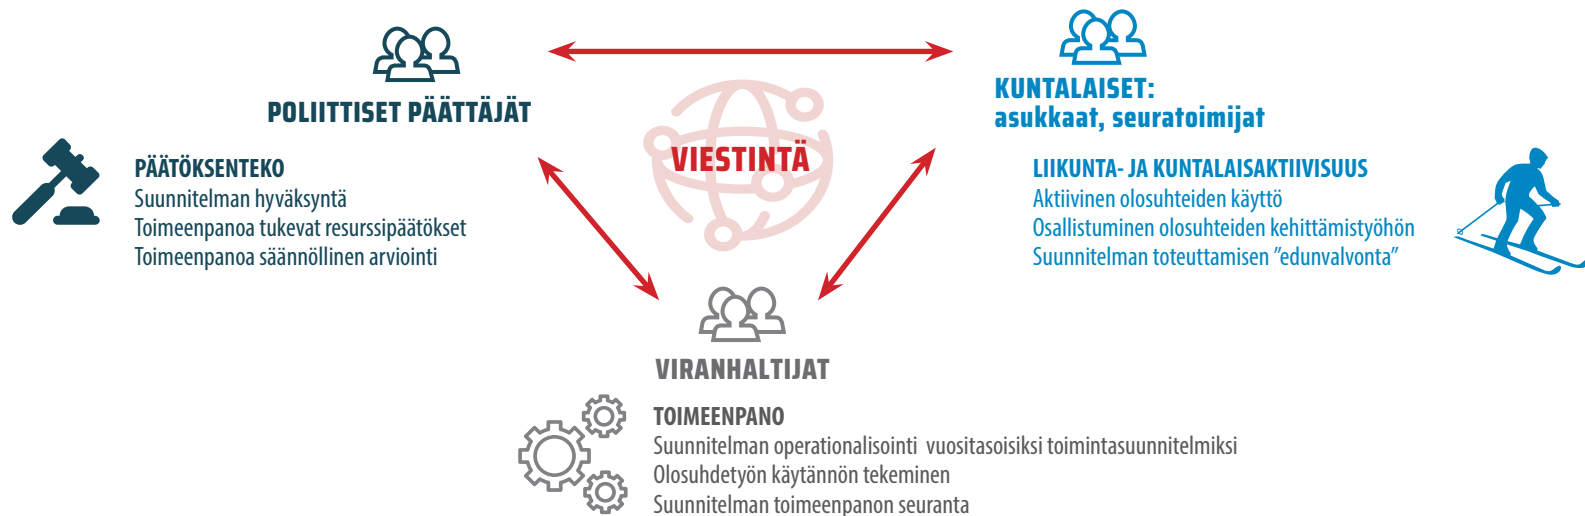 POLIITTISET PÄÄTTÄJÄT
PÄÄTÖKSENTEKO
Suunnitelman hyväksyntä
Toimeenpanoa tukevat resurssipäätökset
Toimeenpanoa säännöllinen arviointi
VIESTINTÄ
KUNTALAISET:
asukkaat, seuratoimijat
LIIKUNTA- JA KUNTALAISAKTIIVISUUS
Aktiivinen olosuhteiden käyttö
Osallistuminen olosuhteiden kehittämistyöhön
Suunnitelman toteuttamisen ”edunvalvonta”
VIRANHALTIJAT
TOIMEENPANO
Suunnitelman operationalisointi vuositasoisiksi toimintasuunnitelmiksi
Olosuhdetyön käytännön tekeminen
Suunnitelman toimeenpanon seuranta